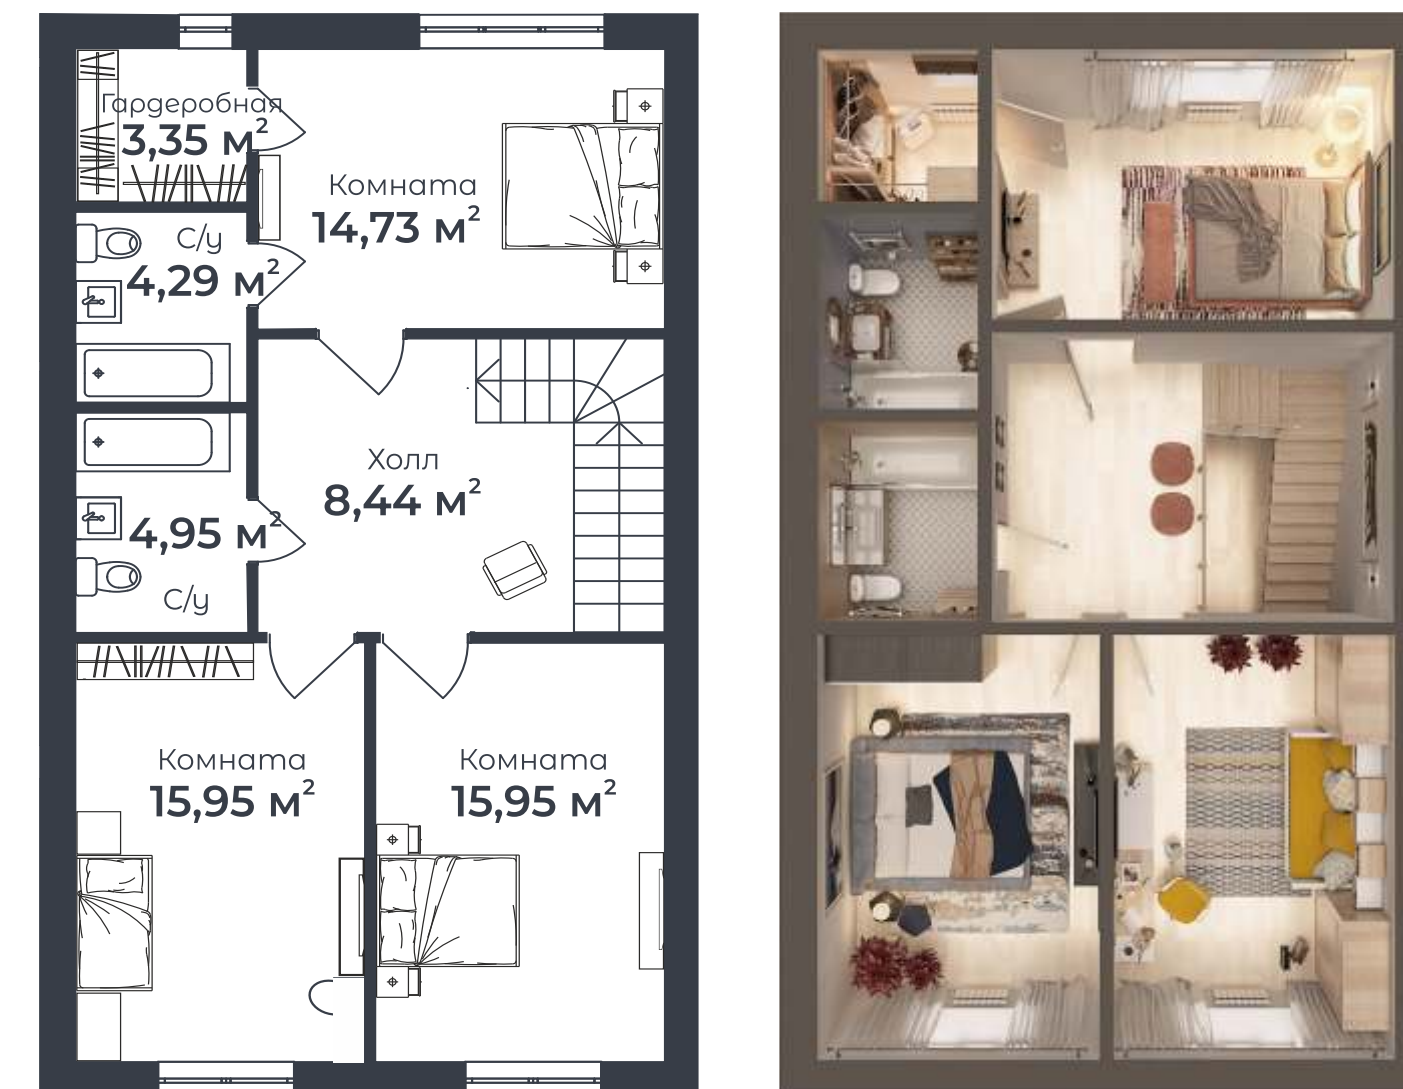 Гардеробная
3,35 м²
Комната
14,73 м²
С/у
4,29 м²
Холл
8,44 м²
4,95 м²
С/у
Комната
15,95 м²
Комната
15,95 м²